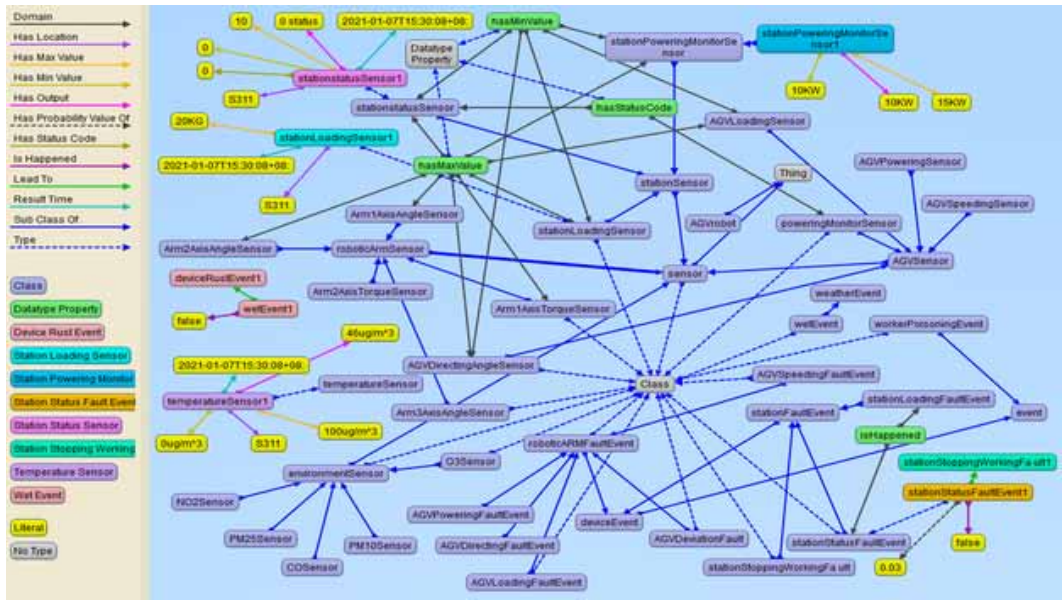 Domain
Has Location
Has Max Value
Has Min Value
Has Output
Has Probability Value Of
Has Status Code
Is Happened
Lead To
Result Time
Sub Class Of
Type
Class
Datatype Property
Device Rust Event
Station Loading Sensor
Station Powering Monitor
Station Status Fault Event
Station Status Sensor
Station Stopping Working
Temperature Sensor
Wet Event
Literal
No Type
10
0 status
2021-01-07T15:30:08+08:
hasMinValue
Datatype
Property
stationPoweringMonitorSe
nsor
stationPoweringMonitorSe
nsor1
0
0
stationstatusSensor1
S311
stationstatusSensor
hasStatusCode
10KW
10KW
15KW
20KG
stationLoadingSensor1
AGVLoadingSensor
2021-01-07T15:30:08+08:
hasMaxValue
S311
stationSensor
Thing
AGVPoweringSensor
AGVSpeedingSensor
Arm1AxisAngleSensor
stationLoadingSensor
AGVrobot
poweringMonitorSensor
Arm2AxisAngleSensor
roboticArmSensor
sensor
AGVSensor
deviceRustEvent1
Arm2AxisTorqueSensor
Arm1AxisTorqueSensor
weatherEvent
wetEvent1
false
wetEvent
workerPorsoningEvent
46ug/m^3
2021-01-07T15:30:08+08:
temperatureSensor
AGVDirectingAngleSensor
Class
AGVSpeedingFaultEvent
temperatureSensor1
Arm3AxisAngleSensor
stationFaultEvent
stationLoadingFaultEvent
event
0ug/m^3
S311
100ug/m^3
isHappened
roboticARMFaultEvent
O3Sensor
environmentSensor
stationStoppingWorkingFa ult1
stationStatusFaultEvent1
NO2Sensor
AGVPoweringFaultEvent
deviceEvent
PM25Sensor
PM10Sensor
AGVDirectingFaultEvent
AGVDeviationFault
stationStatusFaultEvent
false
COSensor
AGVLoadingFaultEvent
stationStoppingWorkingFa ult
0.03